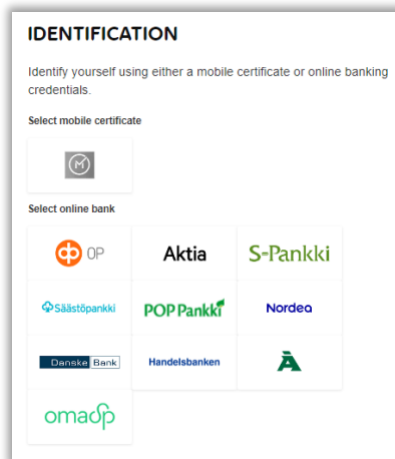 IDENTIFICATION
Identify yourself using either a mobile certificate or online banking
credentials.
Select mobile certificate
M
Select online bank
OP OP
Aktia
S-Pankki
Säästöpankki
POP Pankki
Nordea
Danske Bank
Handelsbanken
Å
omasp